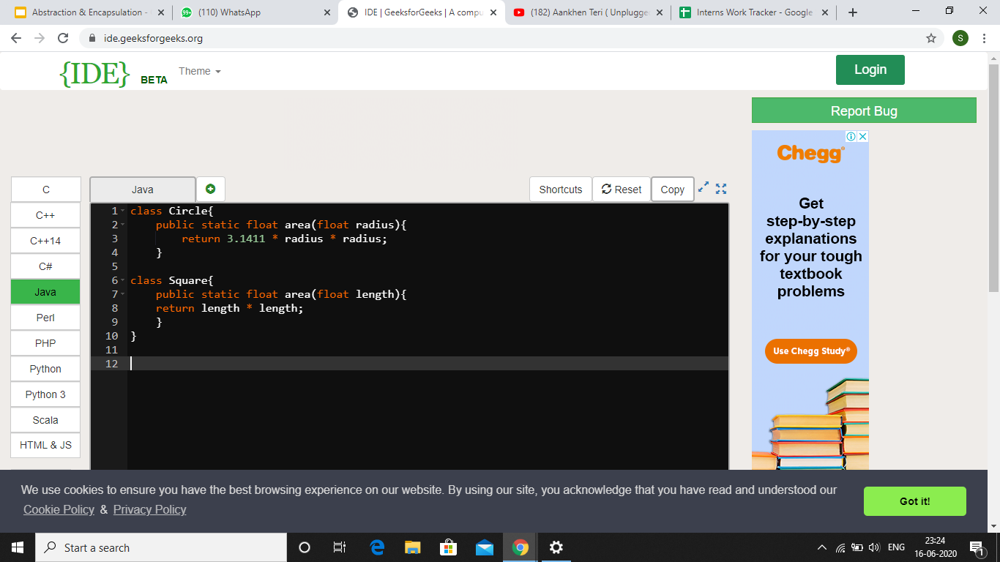 Abstraction & Encapsulation -
(110) WhatsApp
IDE | GeeksforGeeks | A compu
(182) Aankhen Teri ( Unplugge
Interns Work Tracker - Google
ide.geeksforgeeks.org
S
{IDE} BETA
Theme
Login
Report Bug
Chegg®
Get
step-by-step
explanations
for your tough
textbook
problems
Use Chegg Study®
C
C++
C++14
C#
Java
Perl
PHP
Python
Python 3
Scala
HTML & JS
Java
Shortcuts
Reset
Copy
1 class Circle{
2 public static float area(float radius){
3 return 3.1411 * radius * radius;
4 }
5
6 class Square{
7 public static float area(float length){
8 return length * length;
9 }
10 }
11
12
We use cookies to ensure you have the best browsing experience on our website. By using our site, you acknowledge that you have read and understood our
Cookie Policy & Privacy Policy
Got it!
Start a search
ENG
23:24
16-06-2020
1